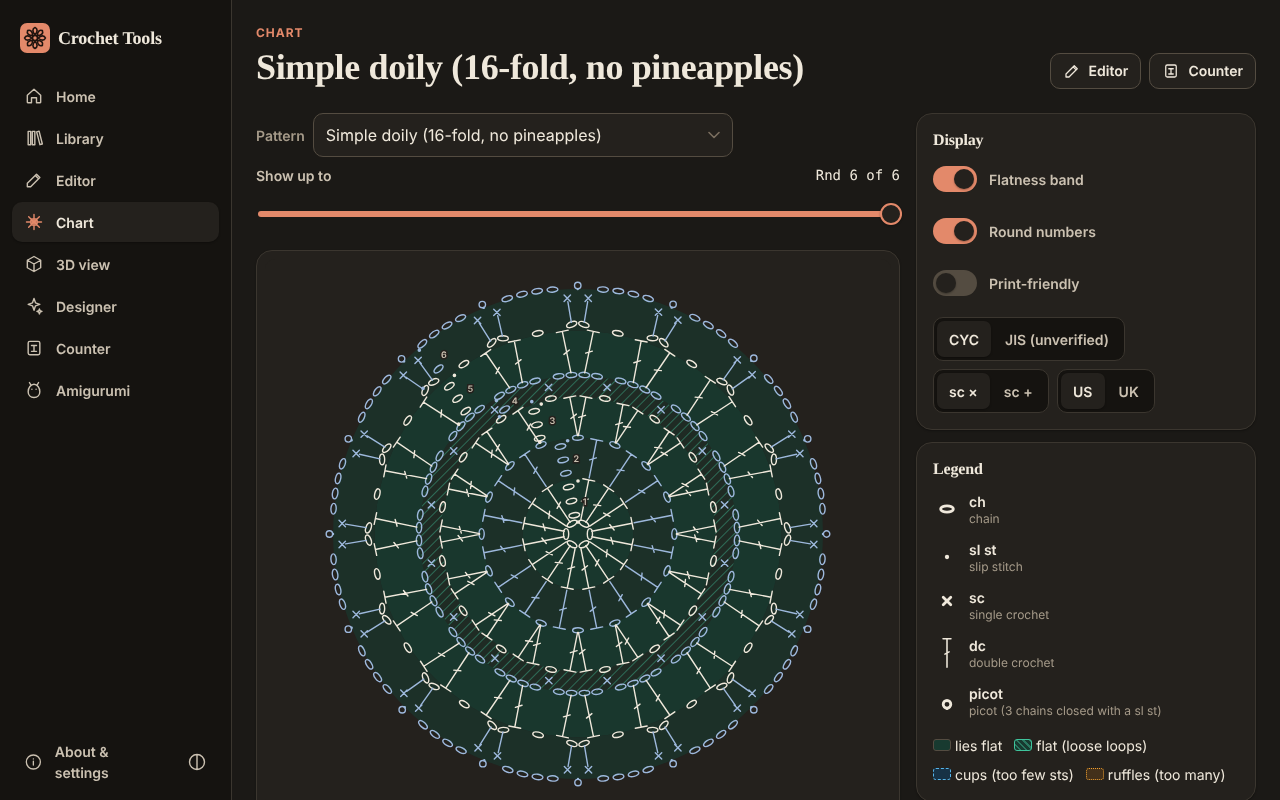 Crochet Tools
Home
Library
Editor
Chart
3D view
Designer
Counter
Amigurumi
About &
settings
CHART
Simple doily (16-fold, no pineapples)
Editor
Counter
Pattern
Simple doily (16-fold, no pineapples)
Show up to
Rnd 6 of 6
6
5
4
3
2
1
Display
Flatness band
Round numbers
Print-friendly
CYC
JIS (unverified)
sc ×
sc +
US
UK
Legend
ch
chain
sl st
slip stitch
sc
single crochet
dc
double crochet
picot
picot (3 chains closed with a sl st)
lies flat
flat (loose loops)
cups (too few sts)
ruffles (too many)